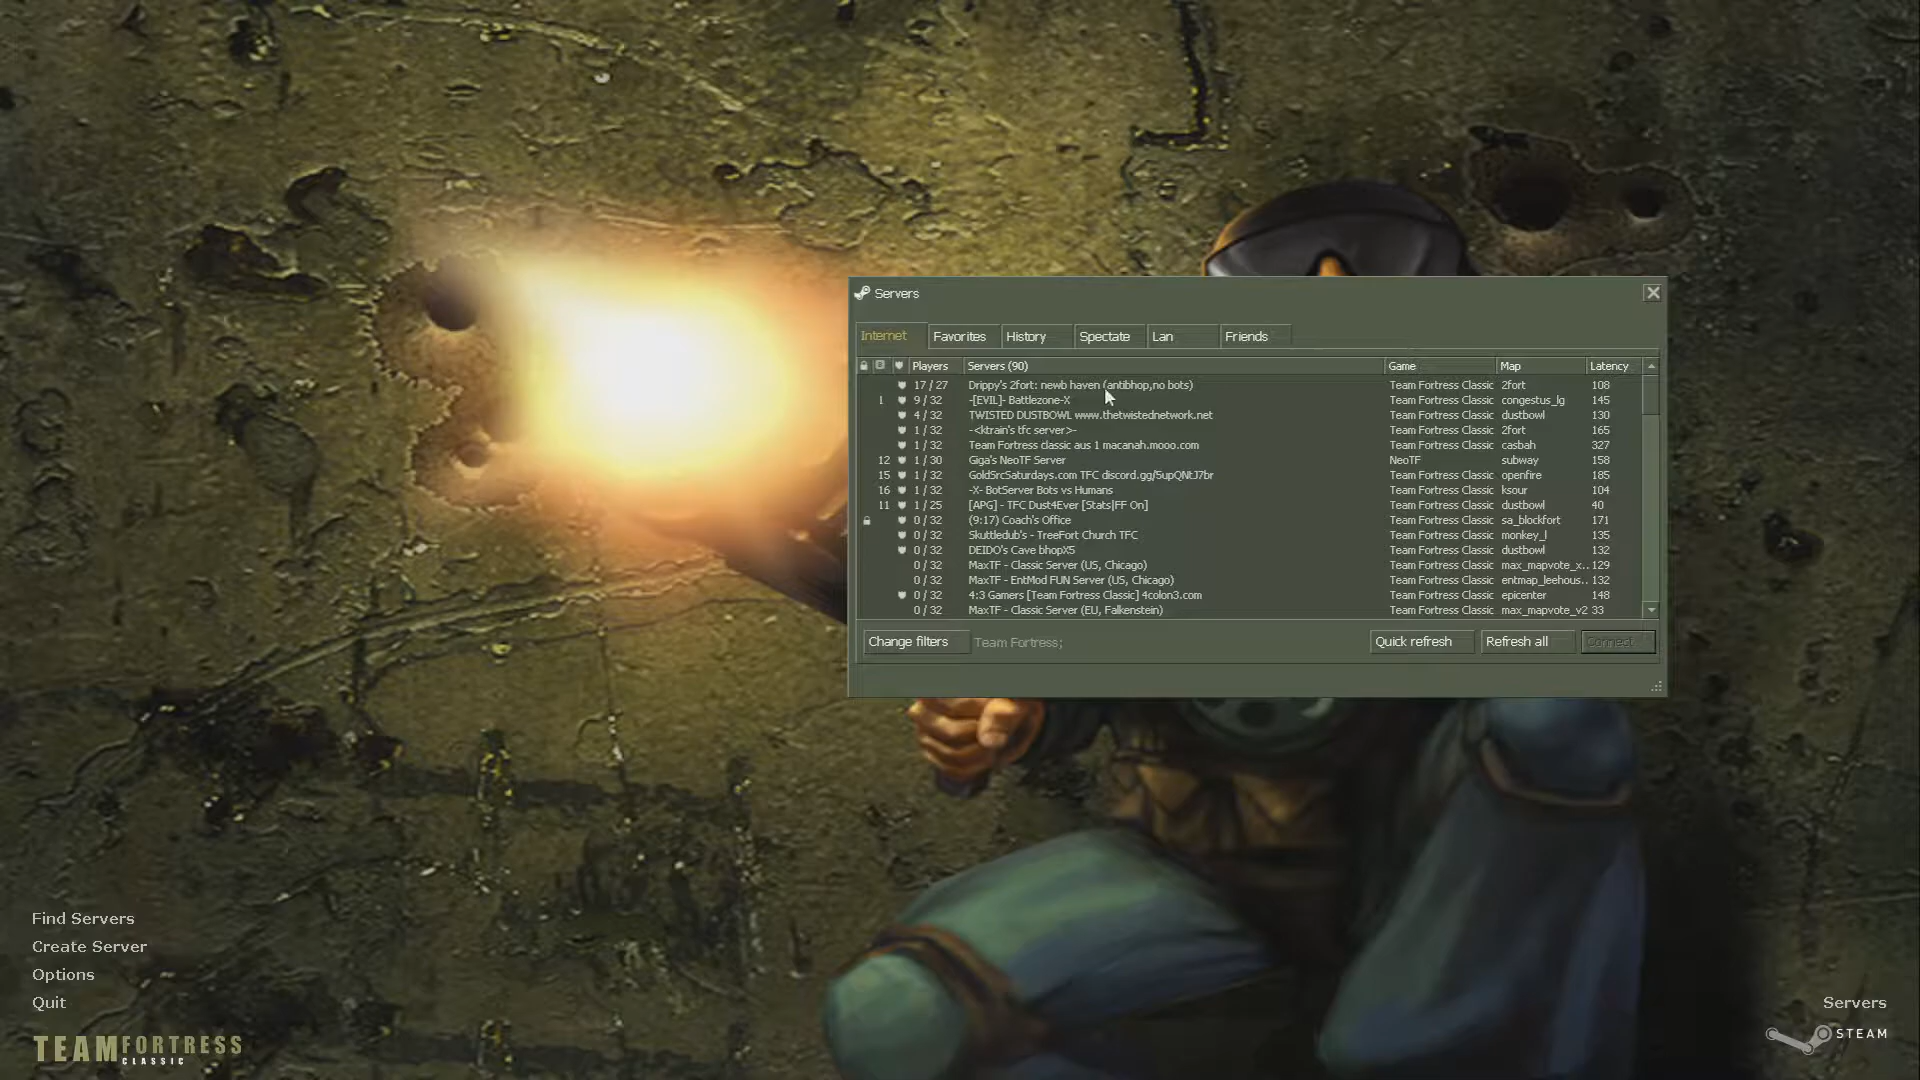 Servers
Internet Favorites History Spectate Lan Friends
Players Servers (90) Game Map Latency
17 / 27 Drippy's 2fort: newb haven (antibhop,no bots) Team Fortress Classic 2fort 108
1 9 / 32 -[EVIL]- Battlezone-X Team Fortress Classic congestus_lg 145
4 / 32 TWISTED DUSTBOWL www.thetwistednetwork.net Team Fortress Classic dustbowl 130
1 / 32 -<ktrain's tfc server>- Team Fortress Classic 2fort 165
1 / 32 Team Fortress classic aus 1 macanah.mooo.com Team Fortress Classic casbah 327
12 1 / 30 Giga's NeoTF Server NeoTF subway 158
15 1 / 32 GoldSrcSaturdays.com TFC discord.gg/5upQNtJ7br Team Fortress Classic openfire 185
16 1 / 32 -X- BotServer Bots vs Humans Team Fortress Classic ksour 104
11 1 / 25 [APG] - TFC Dust4Ever [Stats|FF On] Team Fortress Classic dustbowl 40
0 / 32 (9:17) Coach's Office Team Fortress Classic sa_blockfort 171
0 / 32 Skuttledub's - TreeFort Church TFC Team Fortress Classic monkey_l 135
0 / 32 DEIDO's Cave bhopX5 Team Fortress Classic dustbowl 132
0 / 32 MaxTF - Classic Server (US, Chicago) Team Fortress Classic max_mapvote_x.. 129
0 / 32 MaxTF - EntMod FUN Server (US, Chicago) Team Fortress Classic entmap_leehous.. 132
0 / 32 4:3 Gamers [Team Fortress Classic] 4colon3.com Team Fortress Classic epicenter 148
0 / 32 MaxTF - Classic Server (EU, Falkenstein) Team Fortress Classic max_mapvote_v2 33
Change filters Team Fortress; Quick refresh Refresh all Connect
Find Servers
Create Server
Options
Quit
TEAM FORTRESS
CLASSIC
Servers
STEAM